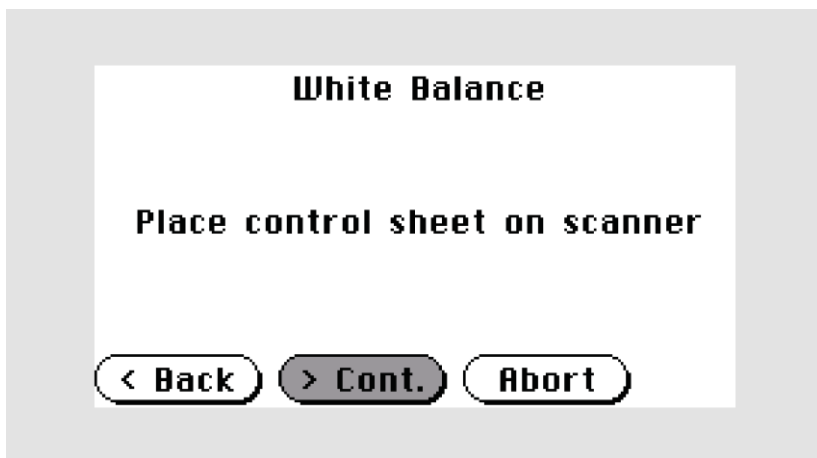 White Balance
Place control sheet on scanner
< Back > Cont. Abort